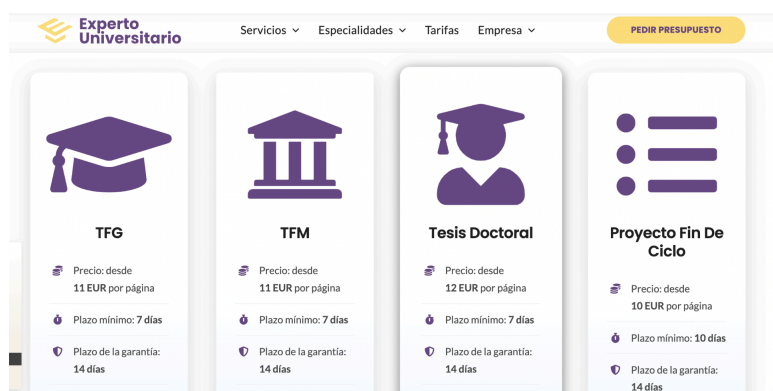 Experto
Universitario
Servicios
Especialidades
Tarifas
Empresa
PEDIR PRESUPUESTO
TFG
Precio: desde
11 EUR por página
Plazo mínimo: 7 días
Plazo de la garantía:
14 días
TFM
Precio: desde
11 EUR por página
Plazo mínimo: 7 días
Plazo de la garantía:
14 días
Tesis Doctoral
Precio: desde
12 EUR por página
Plazo mínimo: 7 días
Plazo de la garantía:
14 días
Proyecto Fin De
Ciclo
Precio: desde
10 EUR por página
Plazo mínimo: 10 días
Plazo de la garantía:
14 días